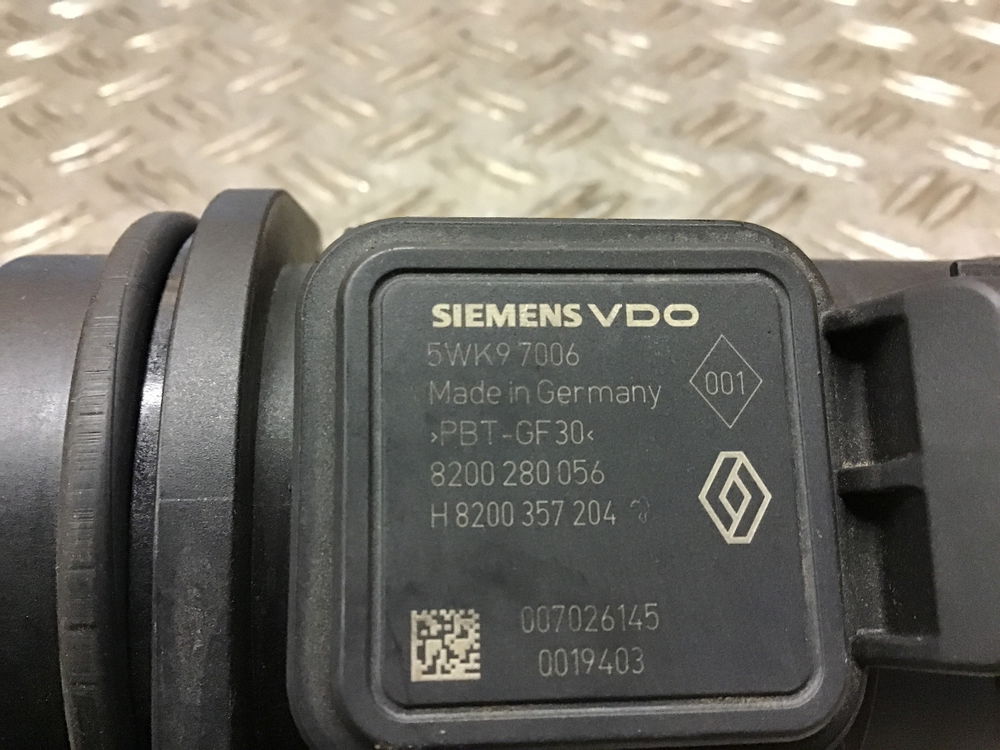 SIEMENS VDO
5WK9 7006
Made in Germany
001
>PBT-GF30<
8200 280 056
H 8200 357 204
007026145
0019403